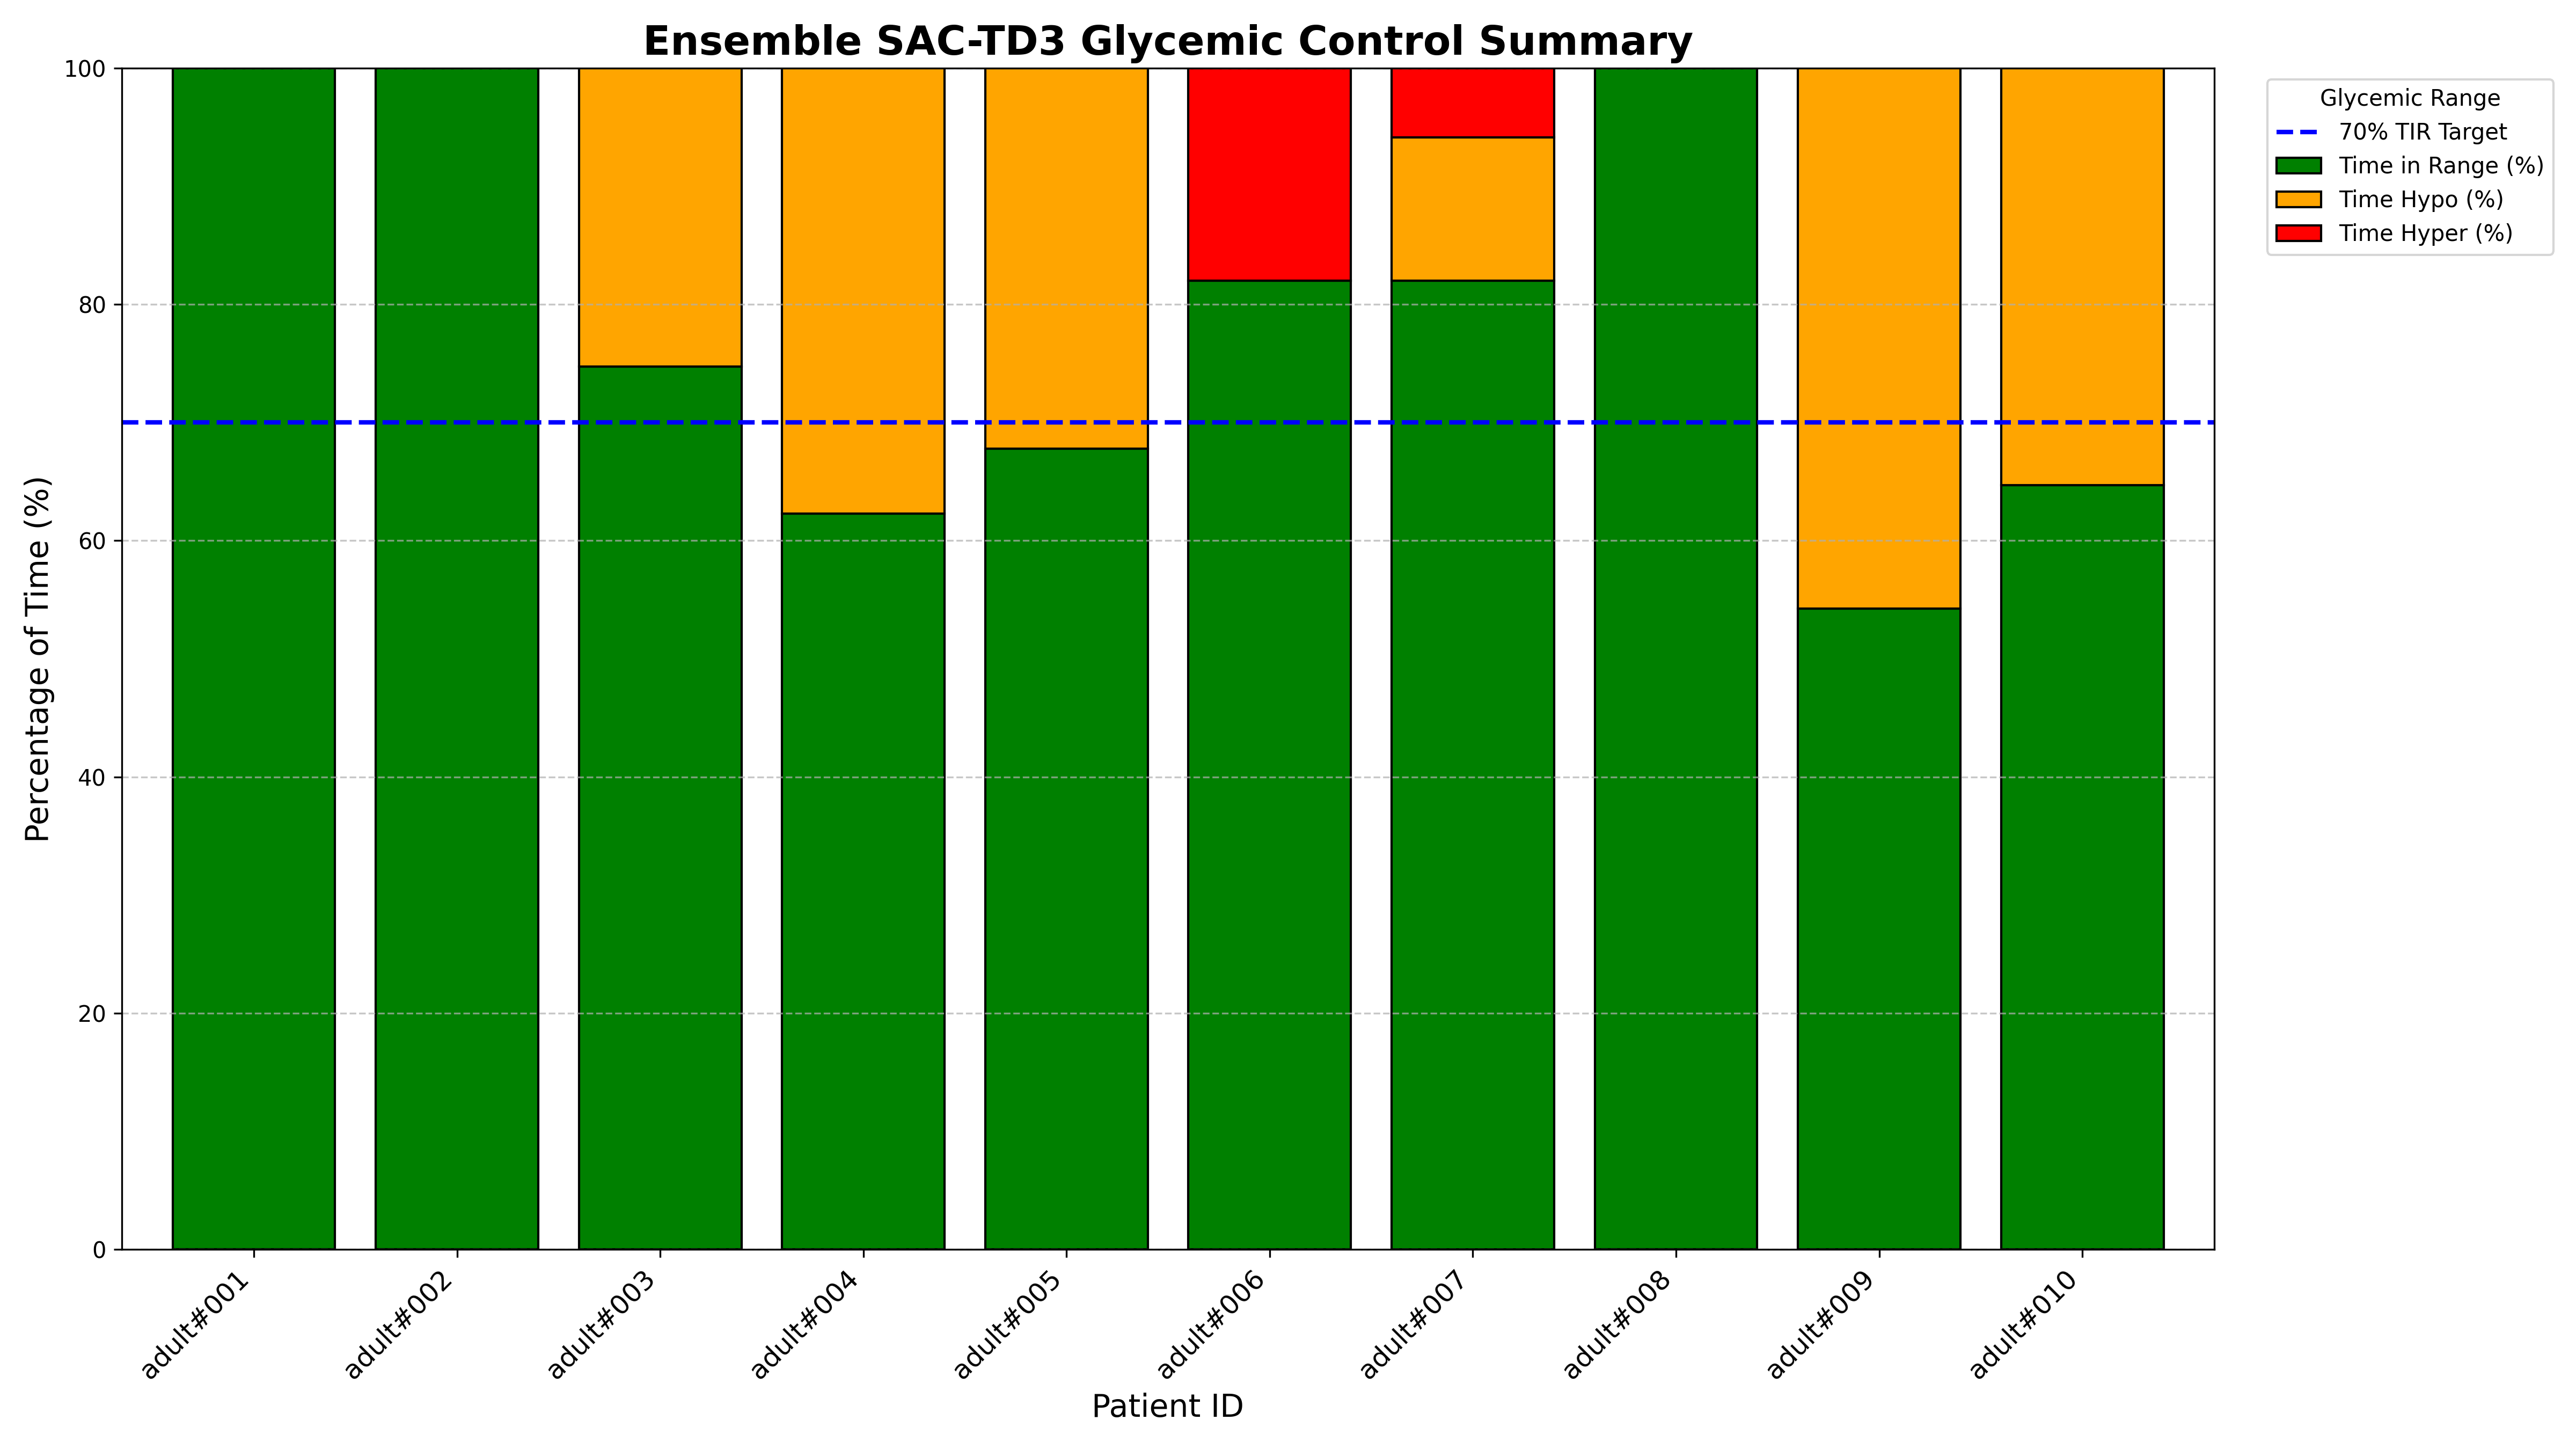 Ensemble SAC-TD3 Glycemic Control Summary
Percentage of Time (%)
100
80
60
40
20
0
adult#001
adult#002
adult#003
adult#004
adult#005
adult#006
adult#007
adult#008
adult#009
adult#010
Patient ID
Glycemic Range
70% TIR Target
Time in Range (%)
Time Hypo (%)
Time Hyper (%)